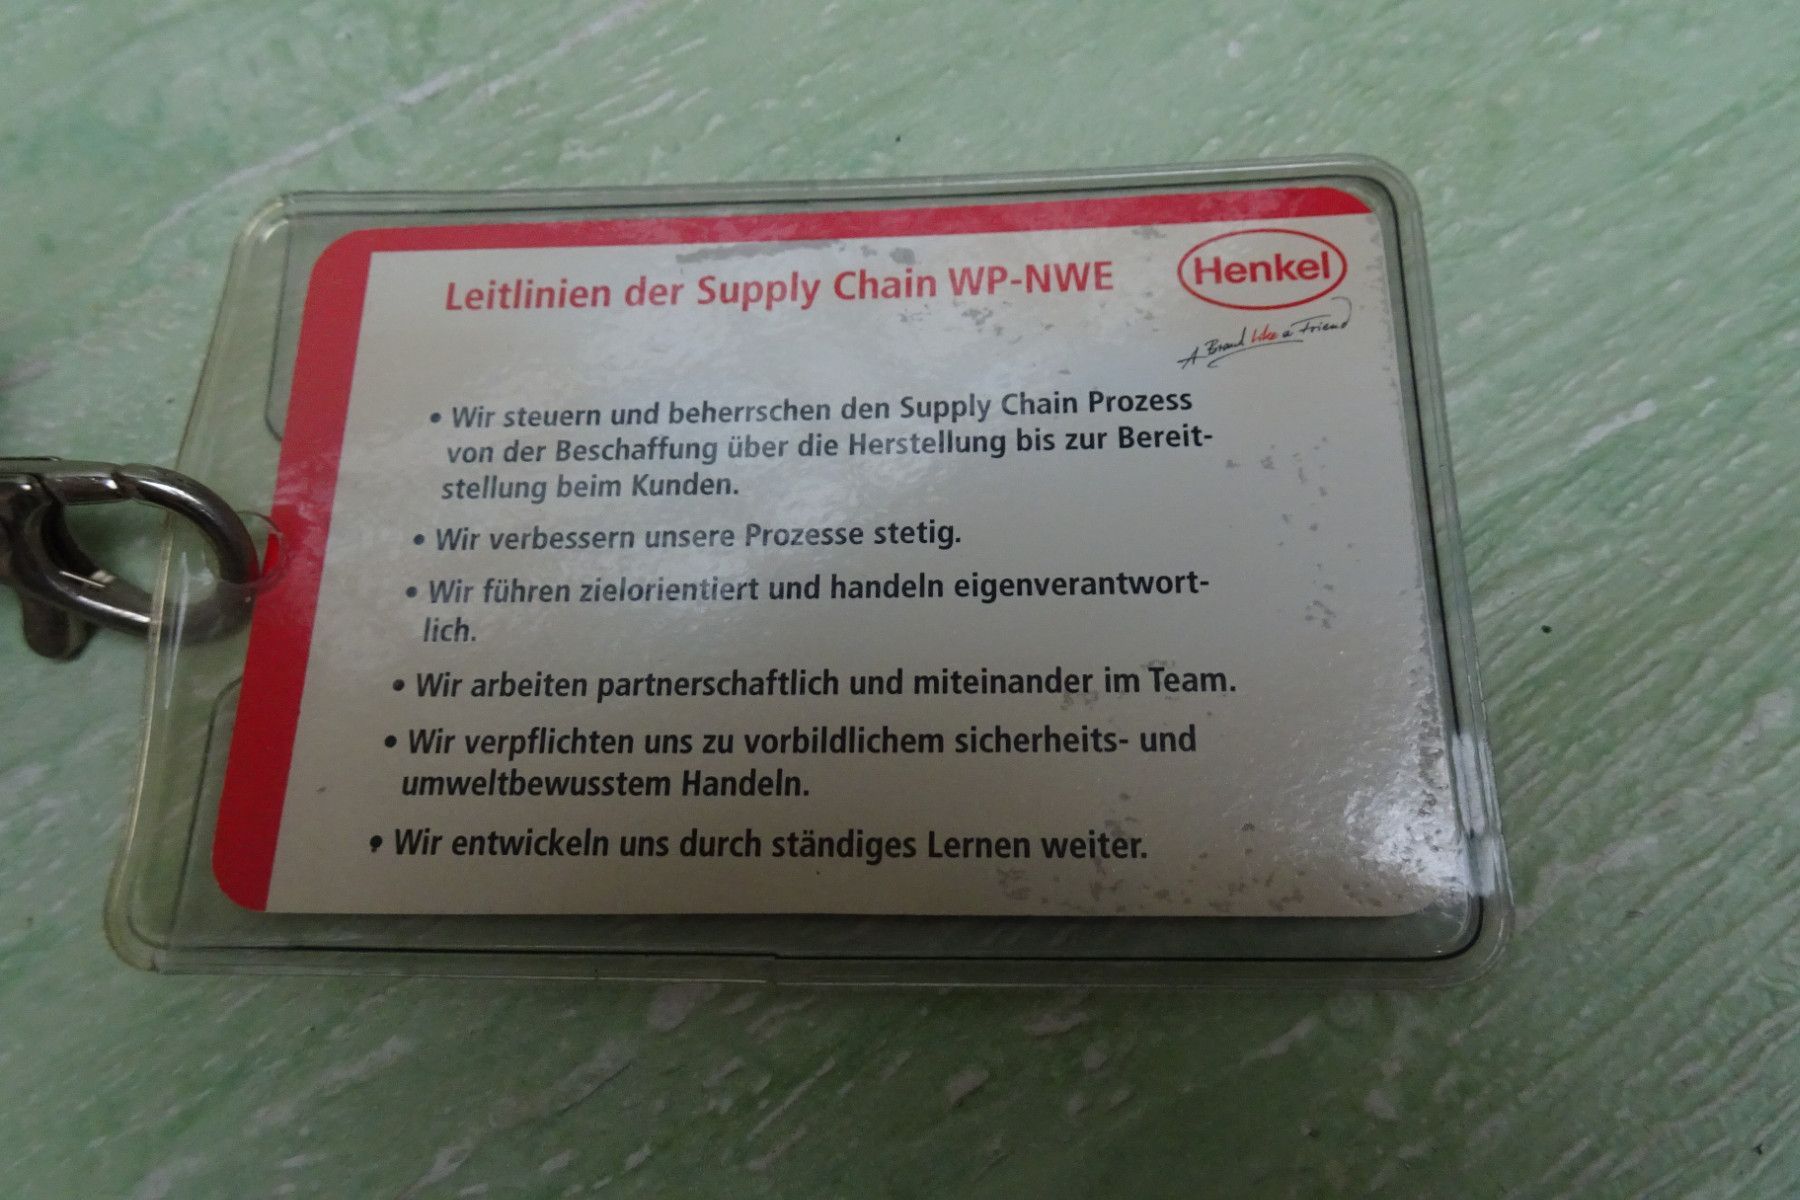 Leitlinien der Supply Chain WP-NWE
Henkel
A Brand like a Friend
• Wir steuern und beherrschen den Supply Chain Prozess
von der Beschaffung über die Herstellung bis zur Bereit-
stellung beim Kunden.
• Wir verbessern unsere Prozesse stetig.
• Wir führen zielorientiert und handeln eigenverantwort-
lich.
• Wir arbeiten partnerschaftlich und miteinander im Team.
• Wir verpflichten uns zu vorbildlichem sicherheits- und
umweltbewusstem Handeln.
• Wir entwickeln uns durch ständiges Lernen weiter.